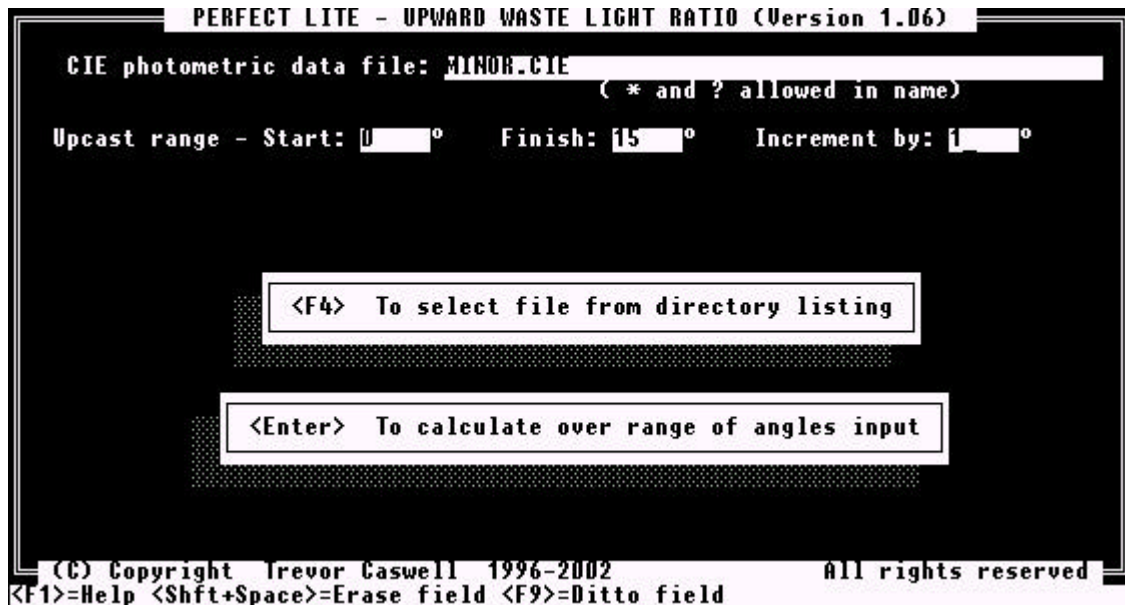 PERFECT LITE - UPWARD WASTE LIGHT RATIO (Version 1.06)
CIE photometric data file: MINOR.CIE
( * and ? allowed in name)
Upcast range - Start: 0 º Finish: 15 º Increment by: 1_ º
<F4> To select file from directory listing
<Enter> To calculate over range of angles input
(C) Copyright Trevor Caswell 1996-2002 All rights reserved
<F1>=Help <Shft+Space>=Erase field <F9>=Ditto field